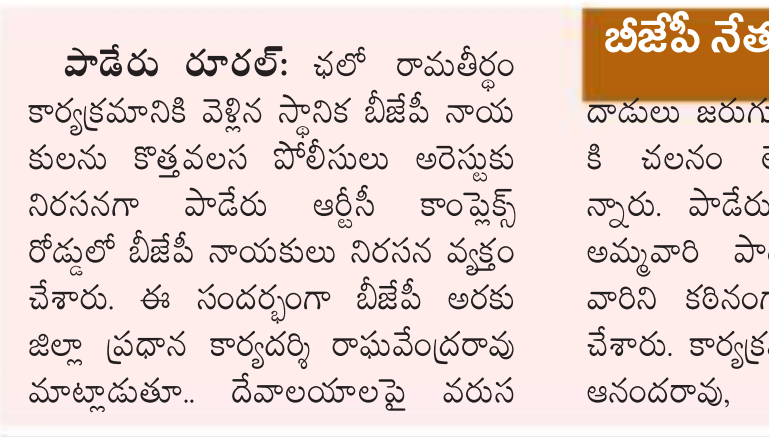 పాడేరు రూరల్: ఛలో రామతీర్థం
కార్యక్రమానికి వెళ్లిన స్థానిక బీజేపీ నాయ
కులను కొత్తవలస పోలీసులు అరెస్టుకు
నిరసనగా పాడేరు ఆర్టీసీ కాంప్లెక్స్
రోడ్డులో బీజేపీ నాయకులు నిరసన వ్యక్తం
చేశారు. ఈ సందర్భంగా బీజేపీ అరకు
జిల్లా ప్రధాన కార్యదర్శి రాఘవేంద్రరావు
మాట్లాడుతూ.. దేవాలయాలపై వరుస
బీజేపీ నేత
దాడులు జరుగు
కి చలనం
న్నారు. పాడేరు
అమ్మవారి పా
వారిని కఠినంగ
చేశారు. కార్యక్ర
ఆనందరావు,